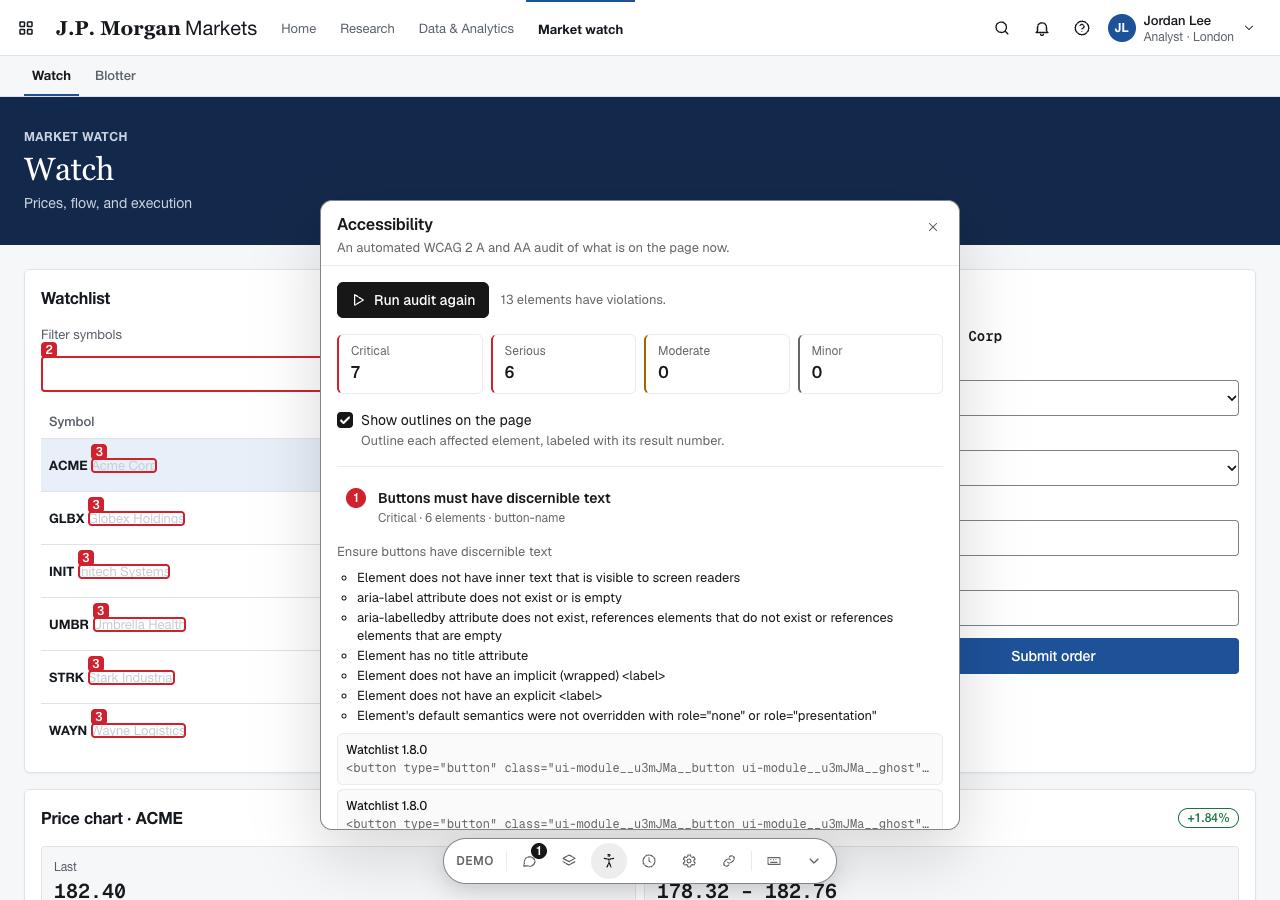 J.P. Morgan Markets
Home
Research
Data & Analytics
Market watch
JL
Jordan Lee
Analyst · London
Watch
Blotter
MARKET WATCH
Watch
Prices, flow, and execution
Accessibility
An automated WCAG 2 A and AA audit of what is on the page now.
Run audit again
13 elements have violations.
Critical
7
Serious
6
Moderate
0
Minor
0
Show outlines on the page
Outline each affected element, labeled with its result number.
1
Buttons must have discernible text
Critical · 6 elements · button-name
Ensure buttons have discernible text
Element does not have inner text that is visible to screen readers
aria-label attribute does not exist or is empty
aria-labelledby attribute does not exist, references elements that do not exist or references
elements that are empty
Element has no title attribute
Element does not have an implicit (wrapped) <label>
Element does not have an explicit <label>
Element's default semantics were not overridden with role="none" or role="presentation"
Watchlist 1.8.0
<button type="button" class="ui-module__u3mJMa__button ui-module__u3mJMa__ghost"…
Watchlist 1.8.0
<button type="button" class="ui-module__u3mJMa__button ui-module__u3mJMa__ghost"…
Watchlist
Filter symbols
2
Symbol
3
ACME Acme Corp
3
GLBX Globex Holdings
3
INIT Initech Systems
3
UMBR Umbrella Health
3
STRK Stark Industrial
3
WAYN Wayne Logistics
Corp
Submit order
Price chart · ACME
+1.84%
Last
182.40
178.32 – 182.76
DEMO
1